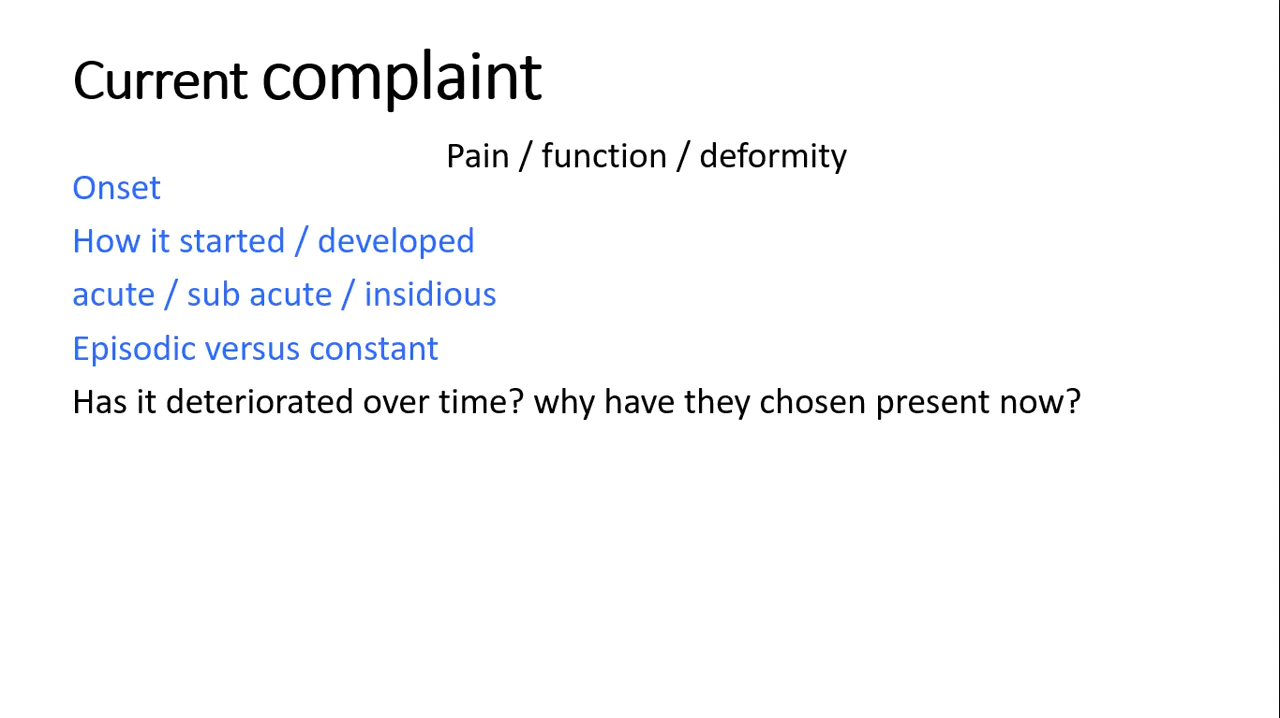 Current complaint
Pain / function / deformity
Onset
How it started / developed
acute / sub acute / insidious
Episodic versus constant
Has it deteriorated over time? why have they chosen present now?